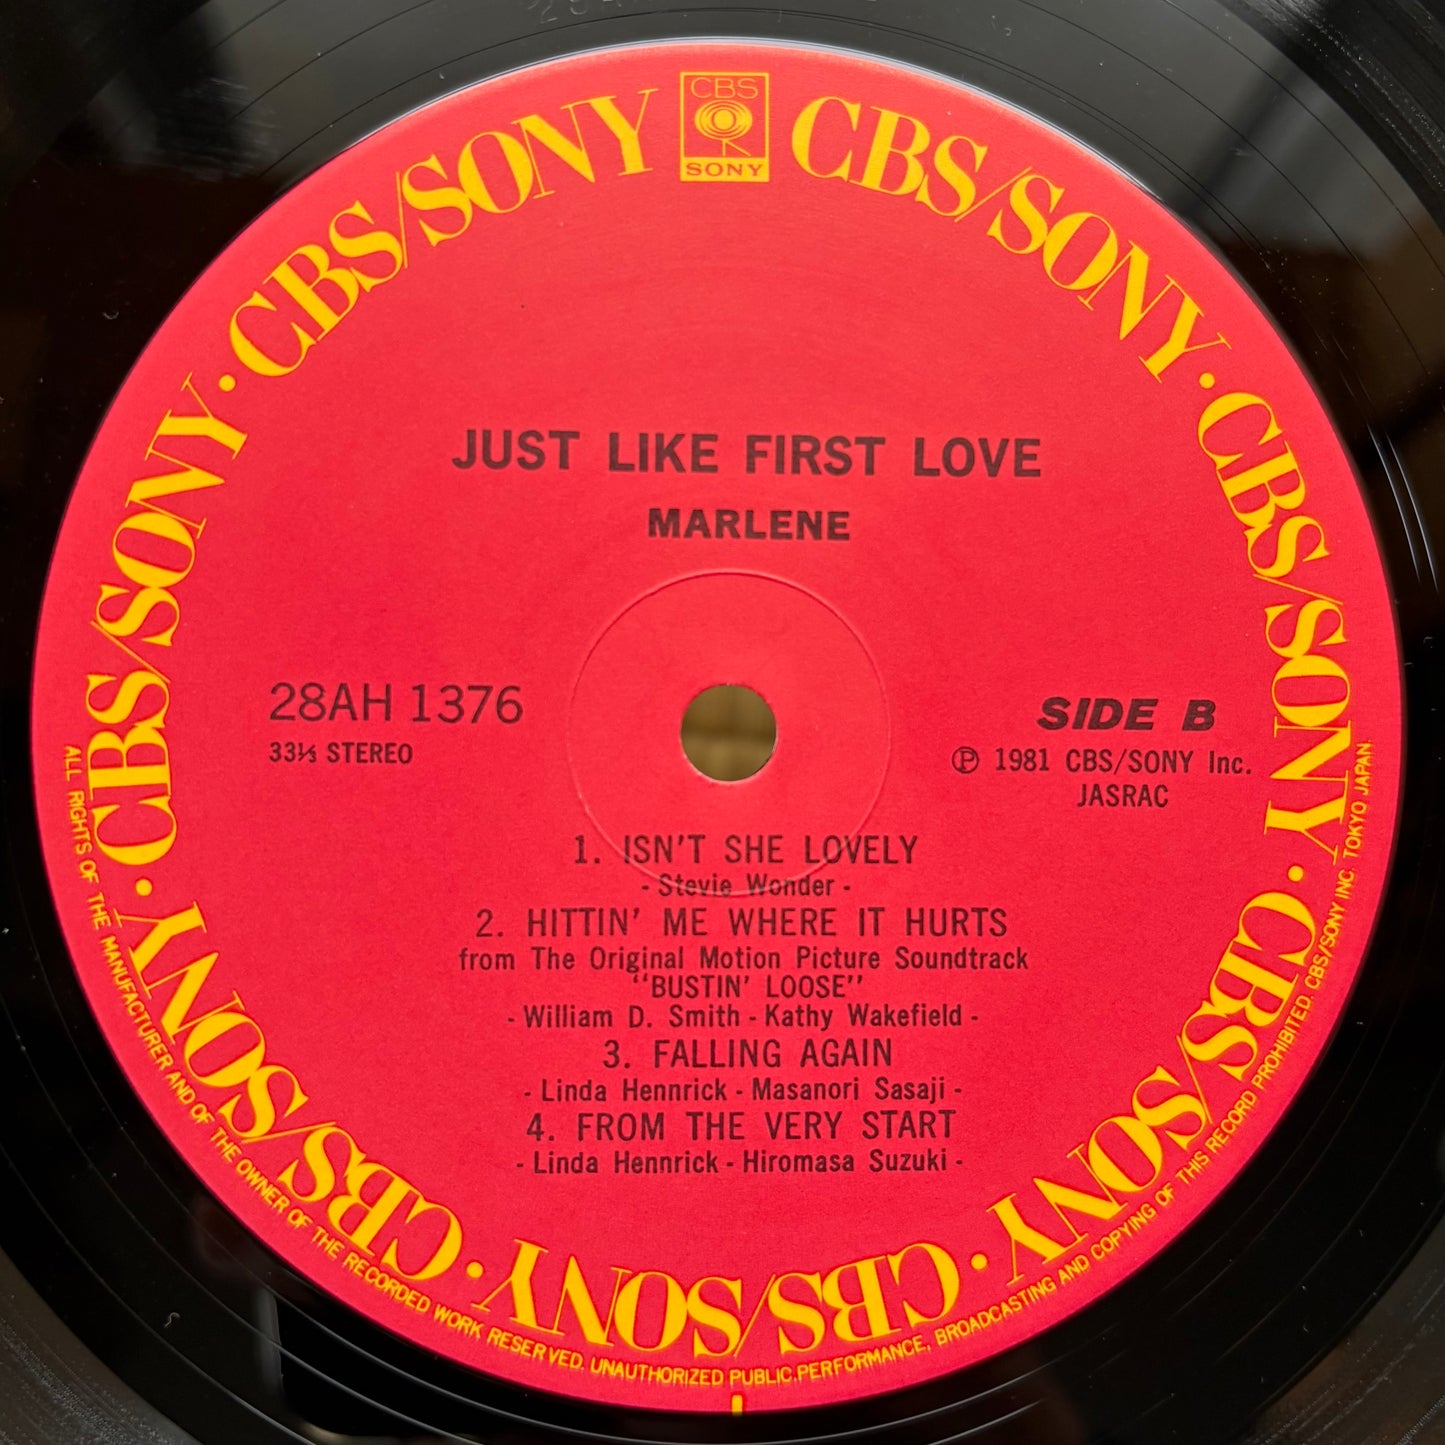 CBS
SONY
CBS/SONY · CBS/SONY · CBS/SONY · CBS/SONY · CBS/SONY · CBS/SONY · CBS/SONY · CBS/SONY
JUST LIKE FIRST LOVE
MARLENE
28AH 1376
33⅓ STEREO
SIDE B
Ⓟ 1981 CBS/SONY Inc.
JASRAC
1. ISN'T SHE LOVELY
- Stevie Wonder -
2. HITTIN' ME WHERE IT HURTS
from The Original Motion Picture Soundtrack
"BUSTIN' LOOSE"
- William D. Smith - Kathy Wakefield -
3. FALLING AGAIN
- Linda Hennrick - Masanori Sasaji -
4. FROM THE VERY START
- Linda Hennrick - Hiromasa Suzuki -
ALL RIGHTS OF THE MANUFACTURER AND OF THE OWNER OF THE RECORDED WORK RESERVED. UNAUTHORIZED PUBLIC PERFORMANCE, BROADCASTING AND COPYING OF THIS RECORD PROHIBITED. CBS/SONY INC. TOKYO JAPAN.